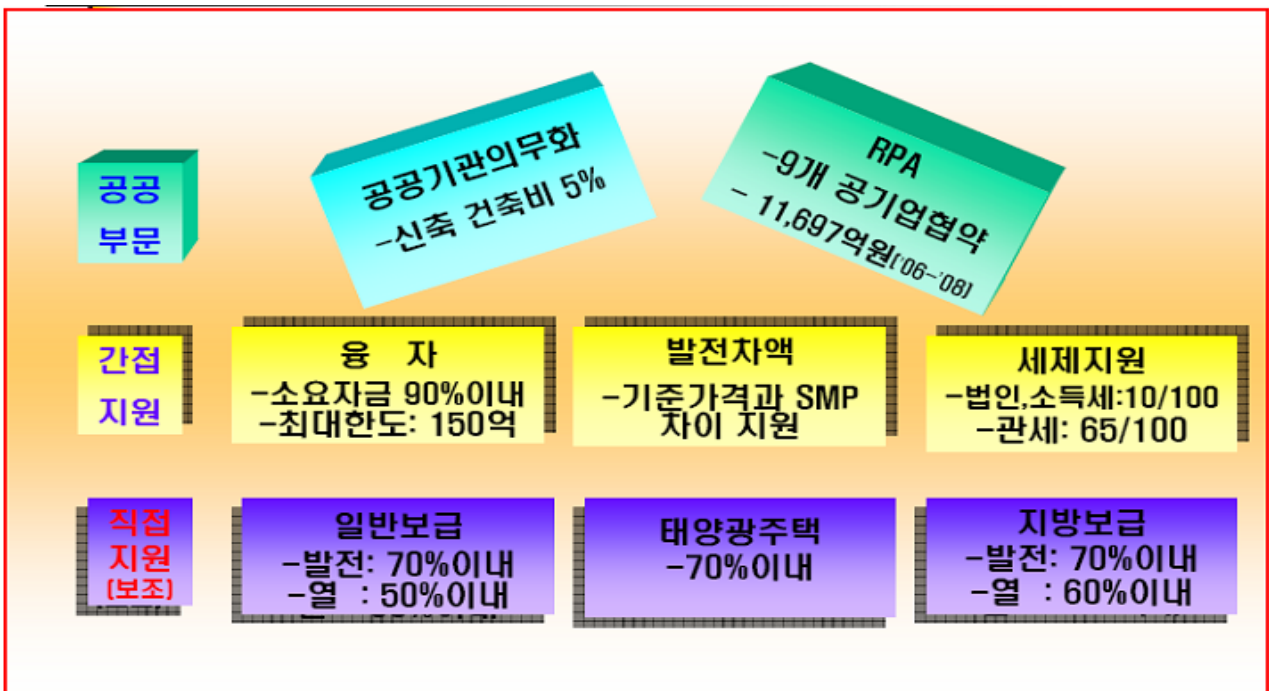 공공
부문
공공기관의무화
-신축 건축비 5%
RPA
-9개 공기업협약
- 11,697억원('06-'08)
간접
지원
융 자
-소요자금 90%이내
-최대한도: 150억
발전차액
-기준가격과 SMP
차이 지원
세제지원
-법인,소득세:10/100
-관세: 65/100
직접
지원
(보조)
일반보급
-발전: 70%이내
-열 : 50%이내
태양광주택
-70%이내
지방보급
-발전: 70%이내
-열 : 60%이내